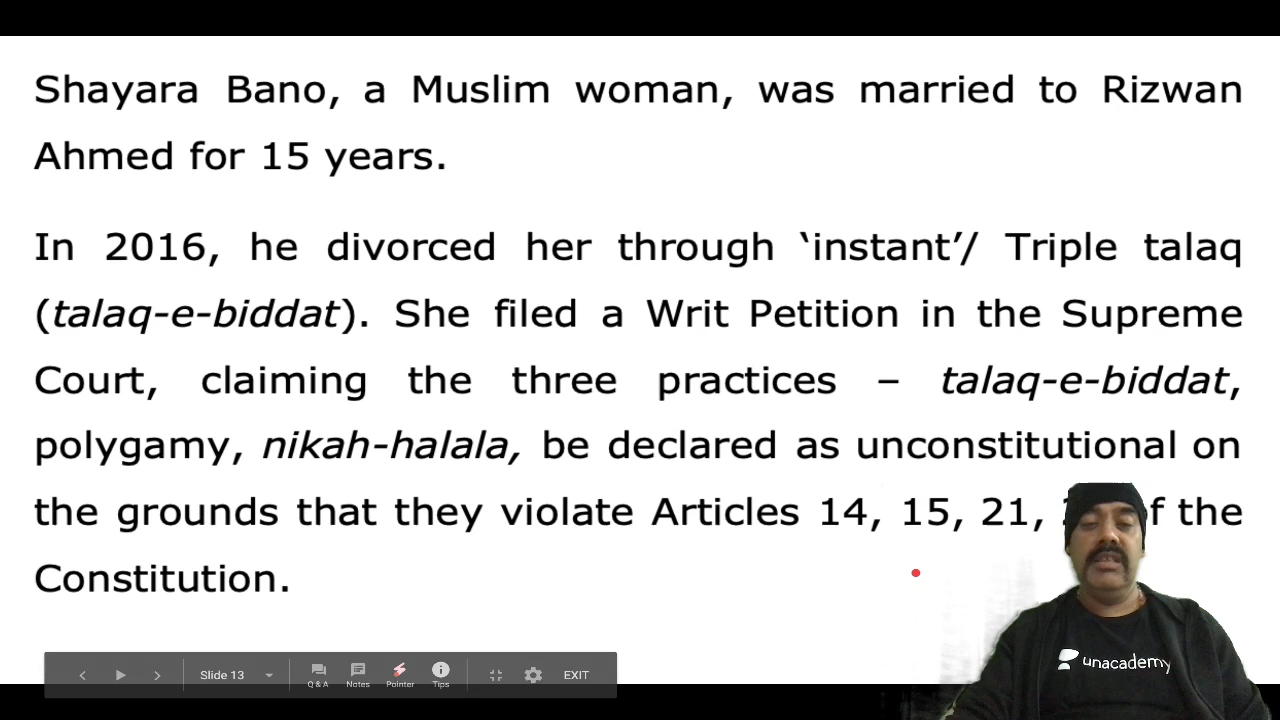 Shayara Bano, a Muslim woman, was married to Rizwan
Ahmed for 15 years.
In 2016, he divorced her through ‘instant’/ Triple talaq
(talaq-e-biddat). She filed a Writ Petition in the Supreme
Court, claiming the three practices – talaq-e-biddat,
polygamy, nikah-halala, be declared as unconstitutional on
the grounds that they violate Articles 14, 15, 21, of the
Constitution.
unacademy
Slide 13
Q & A
Notes
Pointer
Tips
EXIT